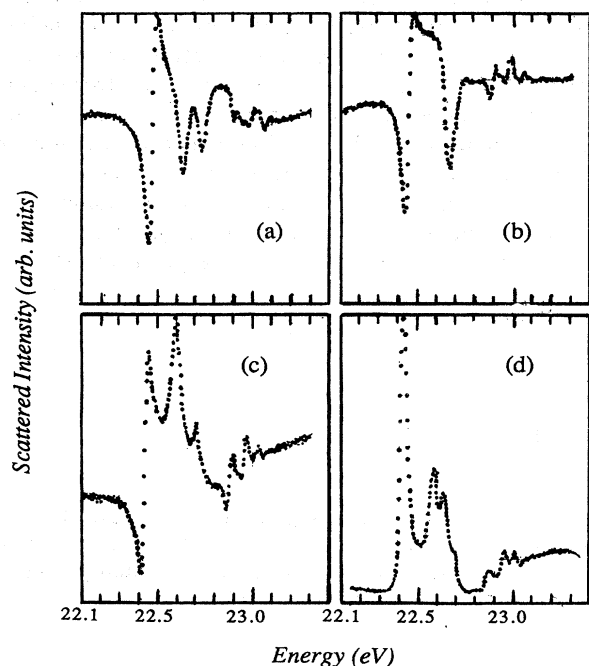 Scattered Intensity (arb. units)
(a)
(b)
(c)
(d)
22.1 22.5 23.0 22.1 22.5 23.0
Energy (eV)